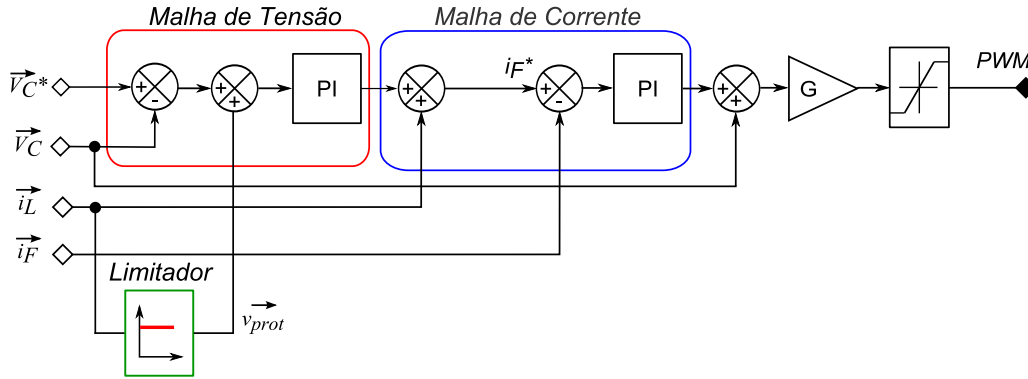 Malha de Tensão
Malha de Corrente
V_C*
+
-
+
+
PI
+
+
i_F*
+
-
PI
+
+
G
PWM
V_C
i_L
i_F
Limitador
v_prot